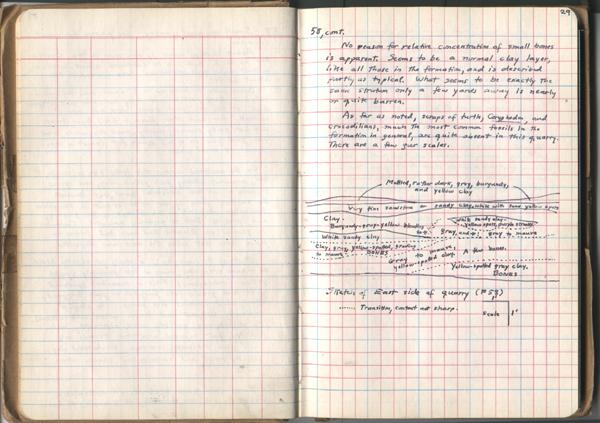 29
58, cont.
No reason for relative concentration of small bones
is apparent. Seems to be a normal clay layer,
like all those in the formation, and is described
partly as typical. What seems to be exactly the
same stratum only a few yards away is nearly
or quite barren.
As far as noted, scraps of turtle, Coryphodon, and
crocodilians, much the most common fossils in the
formation in general, are quite absent in this quarry.
There are a few gar scales.
Mottled, rather dark, gray, burgundy,
and yellow clay
Very fine sandstone or sandy clay, white with some yellow spots
Clay.
Burgundy-gray-yellow blending
to
White sandy clay
yellow spots, purple streaks
gray, and
gray to mauve
White sandy clay
Clay, gray, yellow-spotted, grading
to mauve
BONES
Gray to mauve,
yellow-spotted clay.
A few bones.
Yellow-spotted gray clay.
BONES
Sketch of East side of quarry (P 58)
Transition, contact not sharp.
Scale 1'